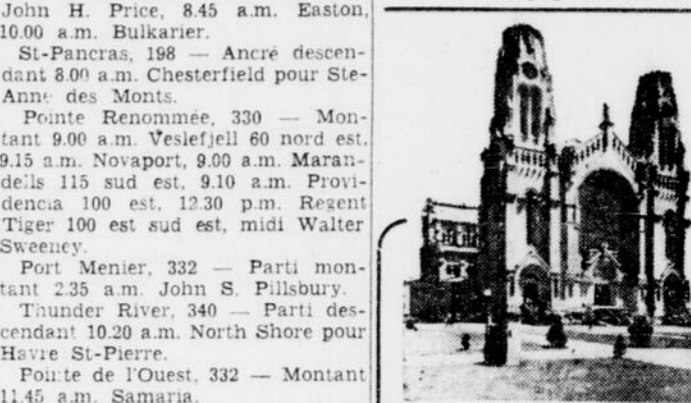 John H. Price, 8.45 a.m. Easton,
10.00 a.m. Bulkarier.
St-Pancras, 198 — Ancré descen-
dant 8.00 a.m. Chesterfield pour Ste-
Anne des Monts.
Pointe Renommée, 330 — Mon-
tant 9.00 a.m. Veslefjell 60 nord est,
9.15 a.m. Novaport, 9.00 a.m. Maran-
dells 115 sud est, 9.10 a.m. Provi-
dencia 100 est, 12.30 p.m. Regent
Tiger 100 est sud est, midi Walter
Sweeney.
Port Menier, 332 — Parti mon-
tant 2.35 a.m. John S. Pillsbury.
Thunder River, 340 — Parti des-
cendant 10.20 a.m. North Shore pour
Havre St-Pierre.
Pointe de l'Ouest, 332 — Montant
11.45 a.m. Samaria.